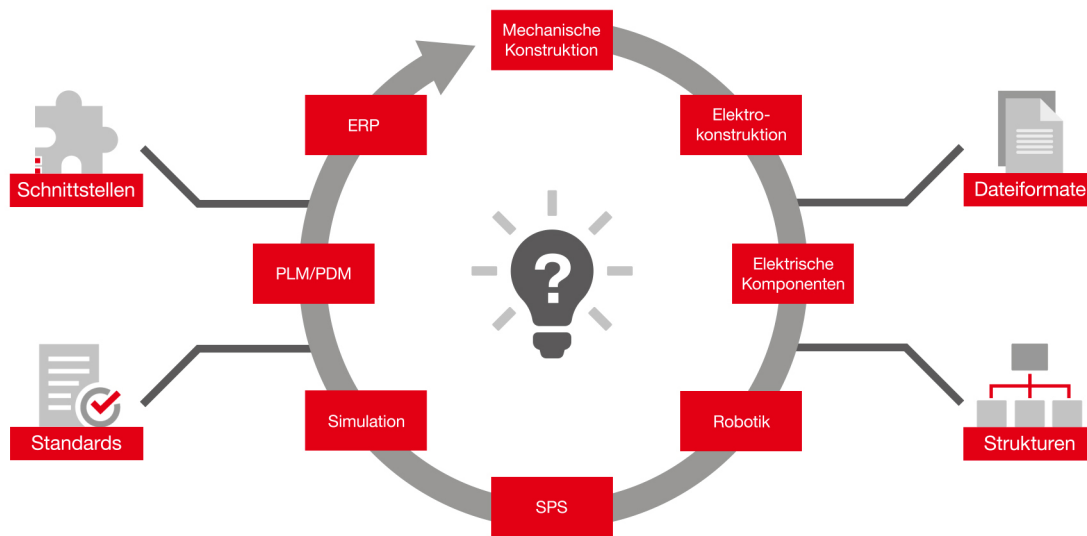 Mechanische
Konstruktion
ERP
Elektro-
konstruktion
Schnittstellen
Dateiformate
?
PLM/PDM
Elektrische
Komponenten
Simulation
Robotik
Standards
Strukturen
SPS